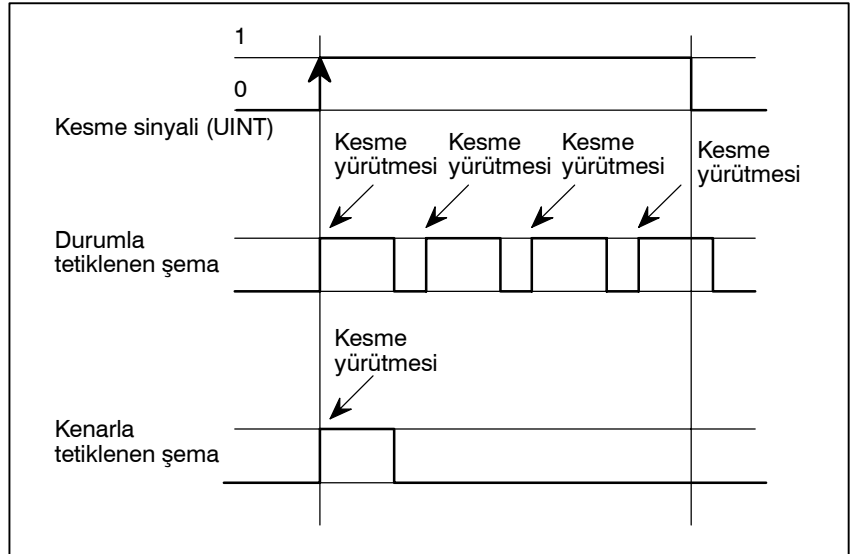 1
0
Kesme sinyali (UINT)
Kesme
yürütmesi
Kesme
yürütmesi
Kesme
yürütmesi
Kesme
yürütmesi
Durumla
tetiklenen şema
Kesme
yürütmesi
Kenarla
tetiklenen şema